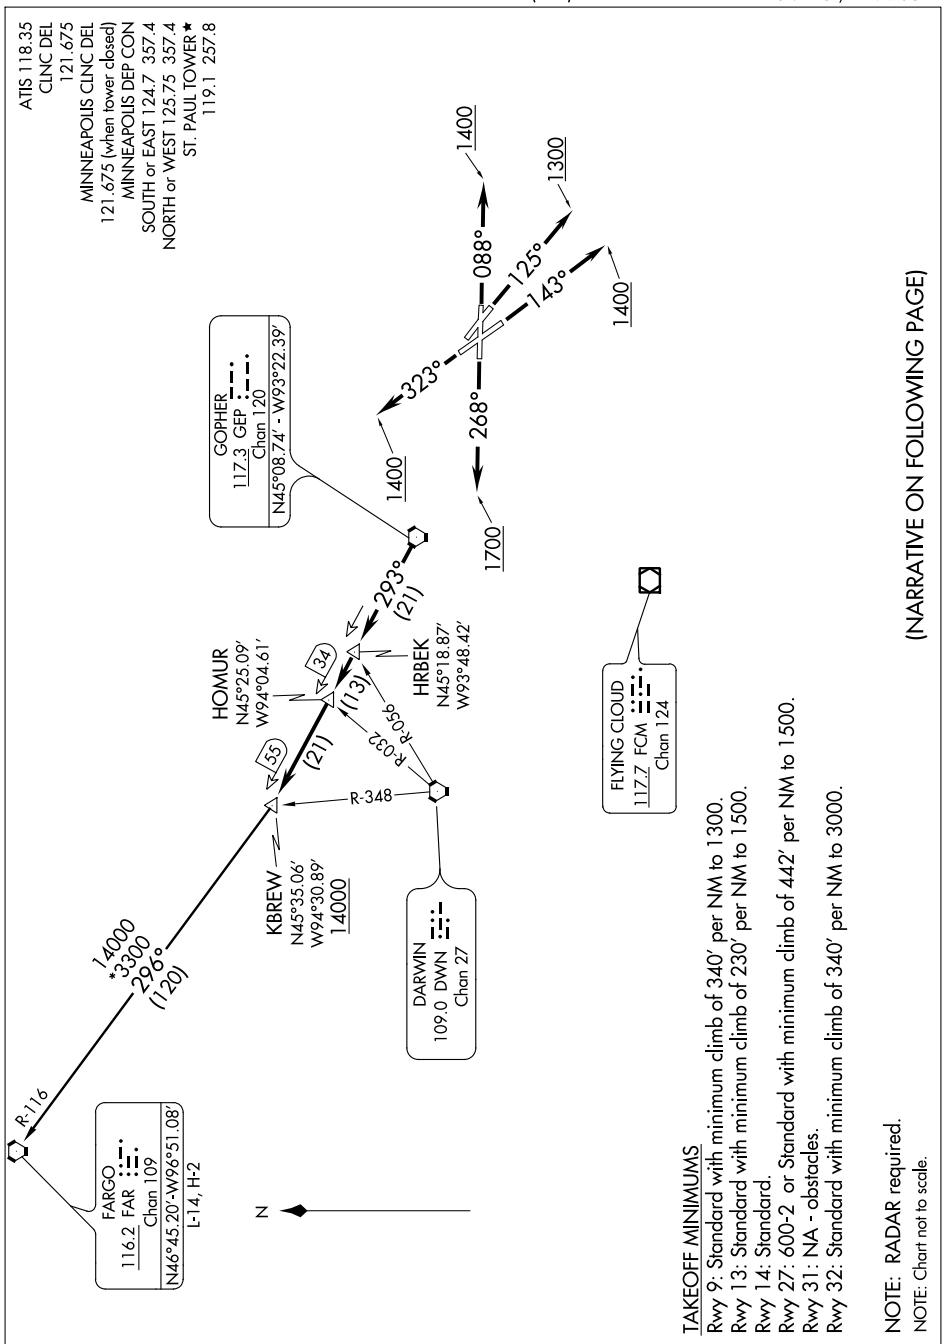 ATIS 118.35
CLNC DEL
121.675
MINNEAPOLIS CLNC DEL
121.675 (when tower closed)
MINNEAPOLIS DEP CON
SOUTH or EAST 124.7 357.4
NORTH or WEST 125.75 357.4
ST. PAUL TOWER ★
119.1 257.8
FARGO
116.2 FAR
Chan 109
N46°45.20'-W96°51.08'
L-14, H-2
R-116
14000
*3300
296°
(120)
N
KBREW
N45°35.06'
W94°30.89'
14000
55
(21)
R-348
HOMUR
N45°25.09'
W94°04.61'
34
(13)
R-032
R-056
HRBEK
N45°18.87'
W93°48.42'
293°
(21)
GOPHER
117.3 GEP
Chan 120
N45°08.74' - W93°22.39'
DARWIN
109.0 DWN
Chan 27
FLYING CLOUD
117.7 FCM
Chan 124
1400
323°
1700
268°
088°
1400
125°
1300
143°
1400
TAKEOFF MINIMUMS
Rwy 9: Standard with minimum climb of 340' per NM to 1300.
Rwy 13: Standard with minimum climb of 230' per NM to 1500.
Rwy 14: Standard.
Rwy 27: 600-2 or Standard with minimum climb of 442' per NM to 1500.
Rwy 31: NA - obstacles.
Rwy 32: Standard with minimum climb of 340' per NM to 3000.
NOTE: RADAR required.
NOTE: Chart not to scale.
(NARRATIVE ON FOLLOWING PAGE)